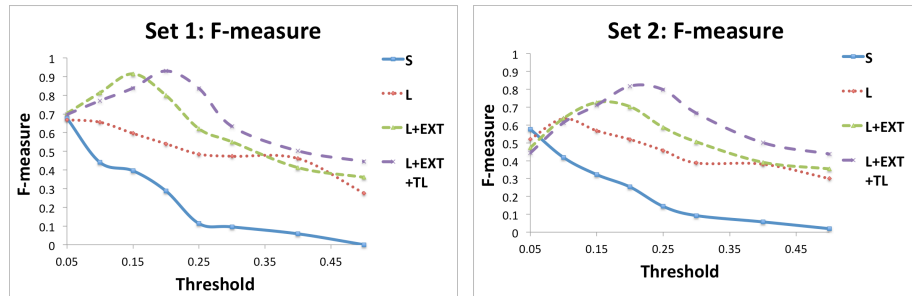 Set 1: F-measure
F-measure
1
0.9
0.8
0.7
0.6
0.5
0.4
0.3
0.2
0.1
0
0.05
0.15
0.25
0.35
0.45
Threshold
S
L
L+EXT
L+EXT
+TL
Set 2: F-measure
F-measure
1
0.9
0.8
0.7
0.6
0.5
0.4
0.3
0.2
0.1
0
0.05
0.15
0.25
0.35
0.45
Threshold
S
L
L+EXT
L+EXT
+TL